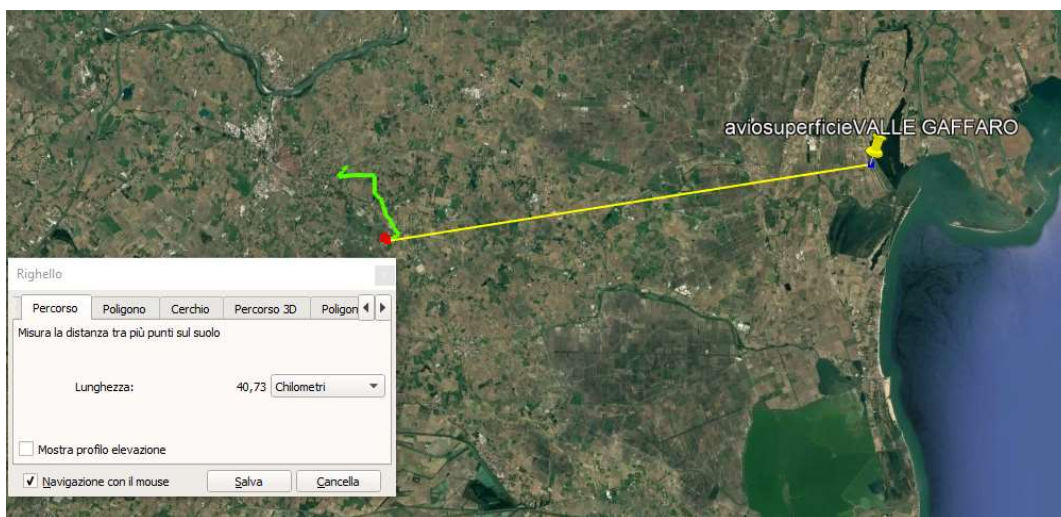 aviosuperficieVALLE GAFFARO
Righello
Percorso Poligono Cerchio Percorso 3D Poligon
Misura la distanza tra più punti sul suolo
Lunghezza: 40,73 Chilometri
Mostra profilo elevazione
Navigazione con il mouse Salva Cancella